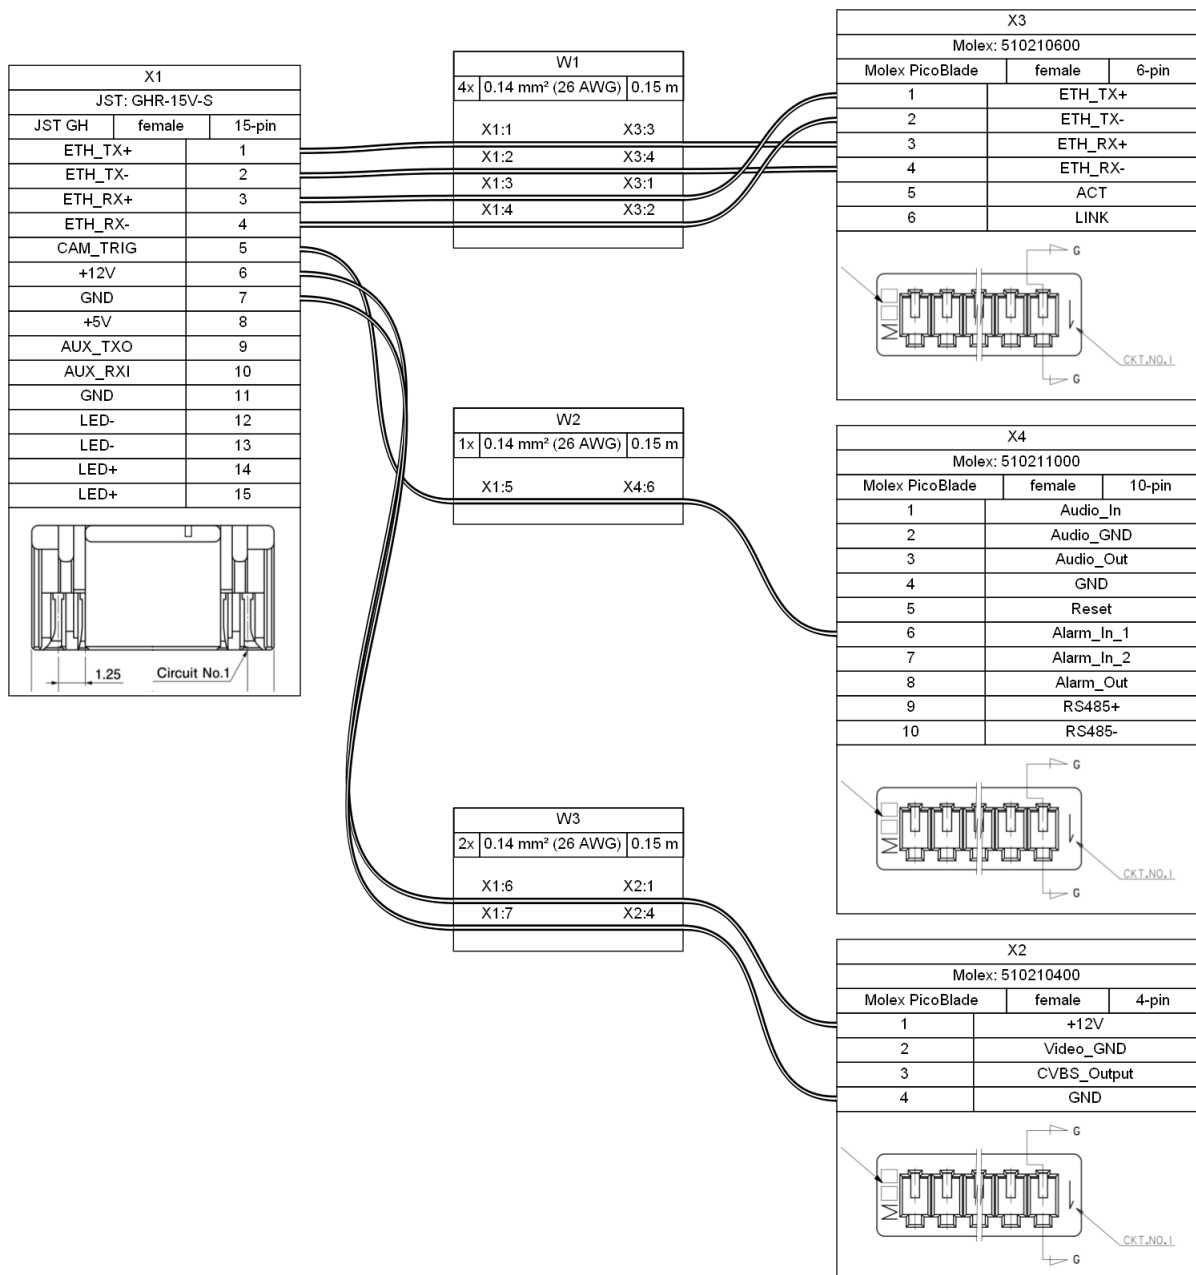 X1
JST: GHR-15V-S
JST GH female 15-pin
ETH_TX+ 1
ETH_TX- 2
ETH_RX+ 3
ETH_RX- 4
CAM_TRIG 5
+12V 6
GND 7
+5V 8
AUX_TXO 9
AUX_RXI 10
GND 11
LED- 12
LED- 13
LED+ 14
LED+ 15
1.25 Circuit No.1
W1
4x 0.14 mm² (26 AWG) 0.15 m
X1:1 X3:3
X1:2 X3:4
X1:3 X3:1
X1:4 X3:2
W2
1x 0.14 mm² (26 AWG) 0.15 m
X1:5 X4:6
W3
2x 0.14 mm² (26 AWG) 0.15 m
X1:6 X2:1
X1:7 X2:4
X3
Molex: 510210600
Molex PicoBlade female 6-pin
1 ETH_TX+
2 ETH_TX-
3 ETH_RX+
4 ETH_RX-
5 ACT
6 LINK
G
M
CKT.NO.1
G
X4
Molex: 510211000
Molex PicoBlade female 10-pin
1 Audio_In
2 Audio_GND
3 Audio_Out
4 GND
5 Reset
6 Alarm_In_1
7 Alarm_In_2
8 Alarm_Out
9 RS485+
10 RS485-
G
M
CKT.NO.1
G
X2
Molex: 510210400
Molex PicoBlade female 4-pin
1 +12V
2 Video_GND
3 CVBS_Output
4 GND
G
M
CKT.NO.1
G